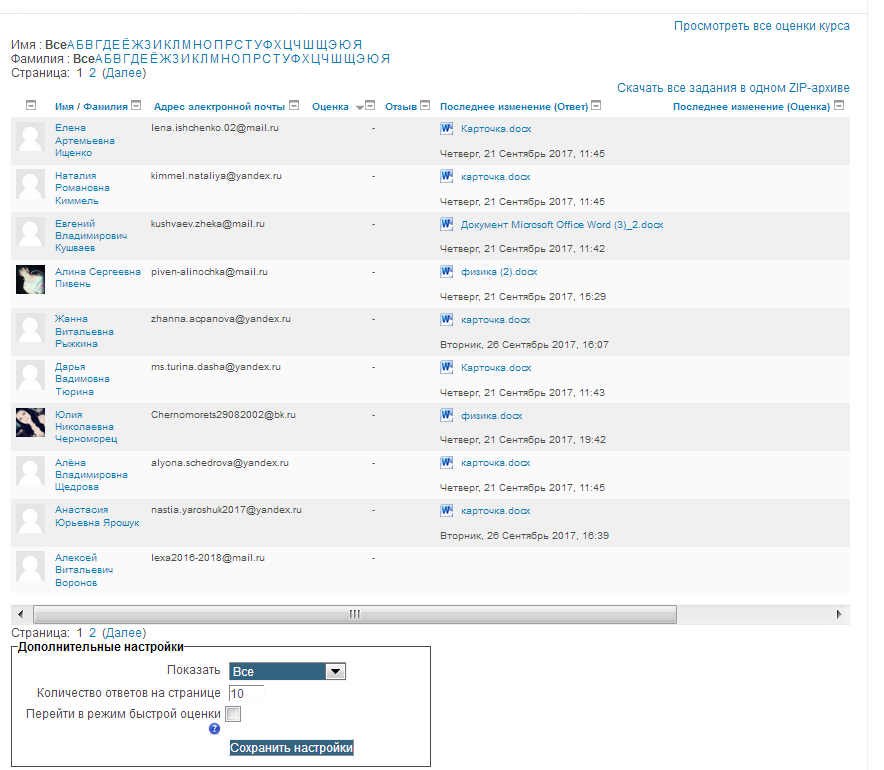 Просмотреть все оценки курса
Имя : ВсеАБВГДЕЁЖЗИКЛМНОПРСТУФХЦЧШЩЭЮЯ
Фамилия : ВсеАБВГДЕЁЖЗИКЛМНОПРСТУФХЦЧШЩЭЮЯ
Страница: 1 2 (Далее)
Скачать все задания в одном ZIP-архиве
Имя / Фамилия Адрес электронной почты Оценка Отзыв Последнее изменение (Ответ) Последнее изменение (Оценка)
Елена lena.ishchenko.02@mail.ru - Карточка.docx
Артемьевна
Ищенко Четверг, 21 Сентябрь 2017, 11:45
Наталия kimmel.nataliya@yandex.ru - карточка.docx
Романовна
Киммель Четверг, 21 Сентябрь 2017, 11:45
Евгений kushvaev.zheka@mail.ru - Документ Microsoft Office Word (3)_2.docx
Владимирович
Кушваев Четверг, 21 Сентябрь 2017, 11:42
Алина Сергеевна piven-alinochka@mail.ru - физика (2).docx
Пивень
Четверг, 21 Сентябрь 2017, 15:29
Жанна zhanna.acpanova@yandex.ru - карточка.docx
Витальевна
Рыжкина Вторник, 26 Сентябрь 2017, 16:07
Дарья ms.turina.dasha@yandex.ru - Карточка.docx
Вадимовна
Тюрина Четверг, 21 Сентябрь 2017, 11:43
Юлия Chernomorets29082002@bk.ru - физика.docx
Николаевна
Черноморец Четверг, 21 Сентябрь 2017, 19:42
Алёна alyona.schedrova@yandex.ru - карточка.docx
Владимировна
Щедрова Четверг, 21 Сентябрь 2017, 11:45
Анастасия nastia.yaroshuk2017@yandex.ru - карточка.docx
Юрьевна Ярошук
Вторник, 26 Сентябрь 2017, 16:39
Алексей lexa2016-2018@mail.ru -
Витальевич
Воронов
Страница: 1 2 (Далее)
Дополнительные настройки
Показать Все
Количество ответов на странице 10
Перейти в режим быстрой оценки
Сохранить настройки